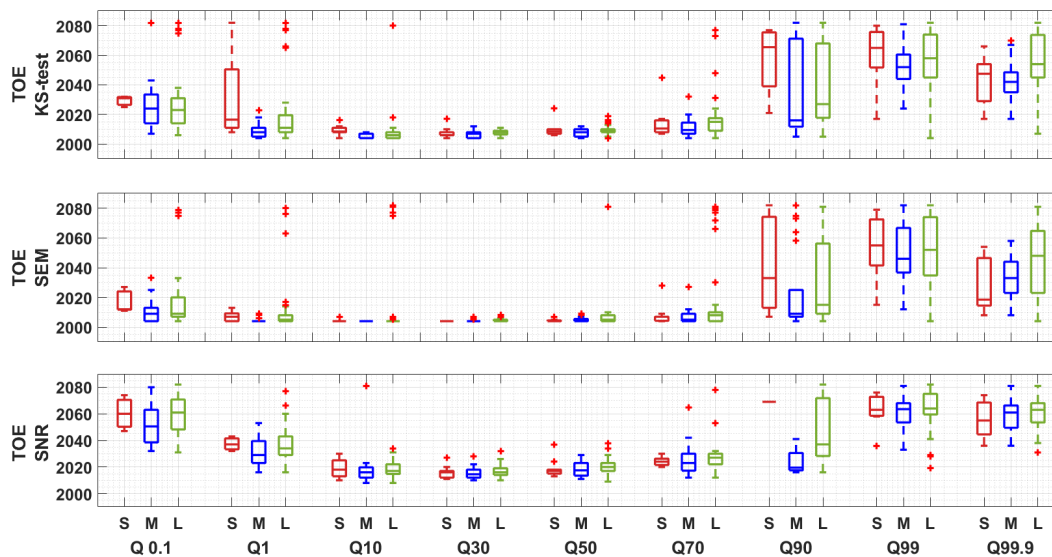 TOE
KS-test
2080
2060
2040
2020
2000
TOE
SEM
2080
2060
2040
2020
2000
TOE
SNR
2080
2060
2040
2020
2000
S M L S M L S M L S M L S M L S M L S M L S M L S M L
Q 0.1 Q1 Q10 Q30 Q50 Q70 Q90 Q99 Q99.9